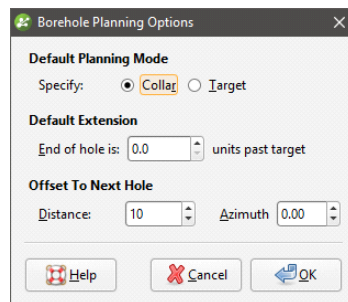 Borehole Planning Options
Default Planning Mode
Specify: Collar Target
Default Extension
End of hole is: 0.0 units past target
Offset To Next Hole
Distance: 10 Azimuth 0.00
Help Cancel OK